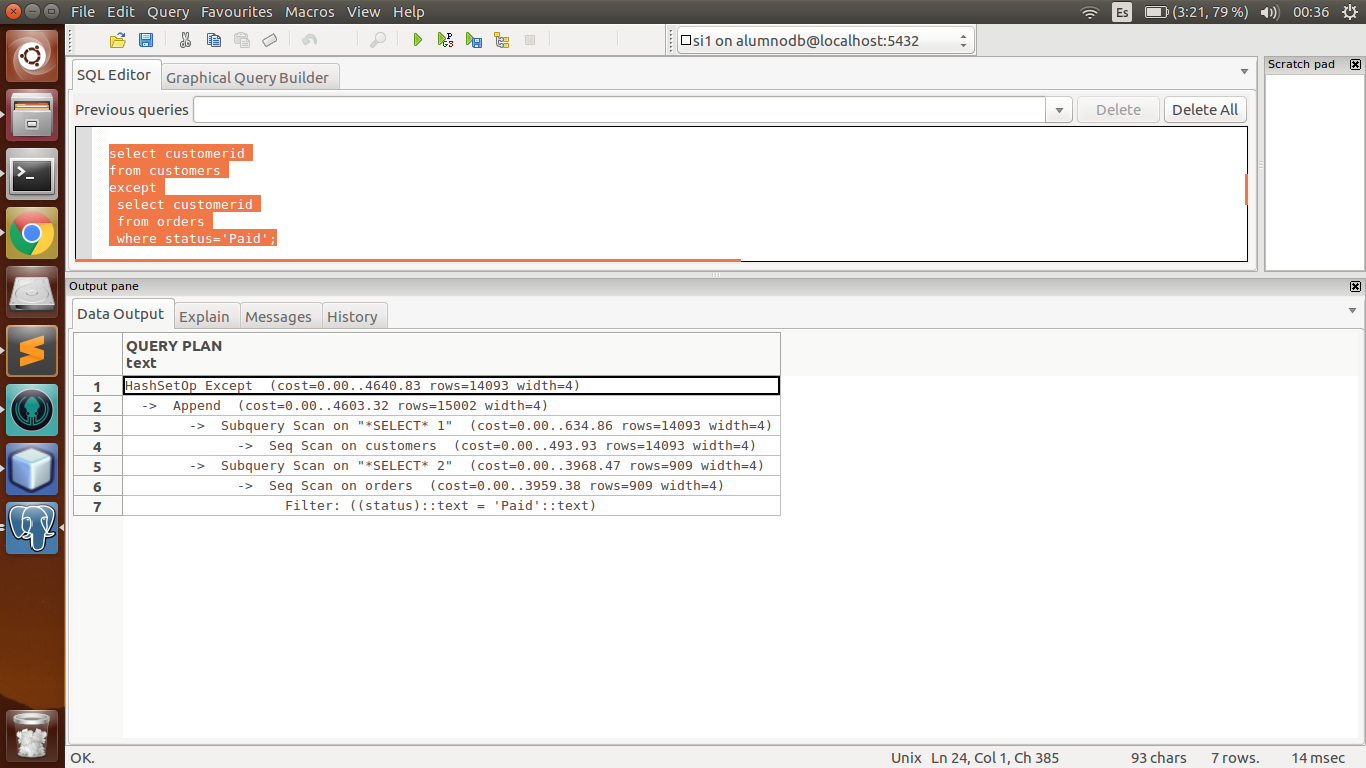 File Edit Query Favourites Macros View Help
Es
(3:21, 79 %)
00:36
si1 on alumnodb@localhost:5432
SQL Editor
Graphical Query Builder
Scratch pad
Previous queries
Delete
Delete All
select customerid
from customers
except
select customerid
from orders
where status='Paid';
Output pane
Data Output
Explain
Messages
History
QUERY PLAN
text
1 HashSetOp Except (cost=0.00..4640.83 rows=14093 width=4)
2 -> Append (cost=0.00..4603.32 rows=15002 width=4)
3 -> Subquery Scan on "*SELECT* 1" (cost=0.00..634.86 rows=14093 width=4)
4 -> Seq Scan on customers (cost=0.00..493.93 rows=14093 width=4)
5 -> Subquery Scan on "*SELECT* 2" (cost=0.00..3968.47 rows=909 width=4)
6 -> Seq Scan on orders (cost=0.00..3959.38 rows=909 width=4)
7 Filter: ((status)::text = 'Paid'::text)
OK.
Unix Ln 24, Col 1, Ch 385
93 chars
7 rows.
14 msec